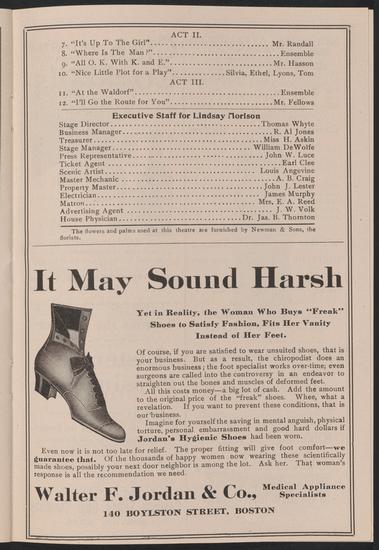 ACT II.
7. "It's Up To The Girl" Mr. Randall
8. "Where Is The Man?" Ensemble
9. "All O. K. With K. and E." Mr. Hasson
10. "Nice Little Plot for a Play" Silvia, Ethel, Lyons, Tom
ACT III.
11. "At the Waldorf" Ensemble
12. "I'll Go the Route for You" Mr. Fellows
Executive Staff for Lindsay Morison
Stage Director Thomas Whyte
Business Manager R. Al Jones
Treasurer Miss H. Askin
Stage Manager William DeWolfe
Press Representative John W. Luce
Ticket Agent Earl Clee
Scenic Artist Louis Angevine
Master Mechanic A. B. Craig
Property Master John J. Lester
Electrician James Murphy
Matron Mrs. E. A. Reed
Advertising Agent J. W. Volk
House Physician Dr. Jas. B. Thornton
The flowers and palms used at this theatre are furnished by Newman & Sons, the
florists.
It May Sound Harsh
Yet in Reality, the Woman Who Buys "Freak"
Shoes to Satisfy Fashion, Fits Her Vanity
Instead of Her Feet.
Of course, if you are satisfied to wear unsuited shoes, that is
your business. But as a result, the chiropodist does an
enormous business; the foot specialist works over-time; even
surgeons are called into the controversy in an endeavor to
straighten out the bones and muscles of deformed feet.
All this costs money—a big lot of cash. Add the amount
to the original price of the "freak" shoes. Whee, what a
revelation. If you want to prevent these conditions, that is
our business.
Imagine for yourself the saving in mental anguish, physical
torture, personal embarrassment and good hard dollars if
Jordan's Hygienic Shoes had been worn.
Even now it is not too late for relief. The proper fitting will give foot comfort—we
guarantee that. Of the thousands of happy women now wearing these scientifically
made shoes, possibly your next door neighbor is among the lot. Ask her. That woman's
response is all the recommendation we need.
Walter F. Jordan & Co., Medical Appliance
Specialists
140 BOYLSTON STREET, BOSTON